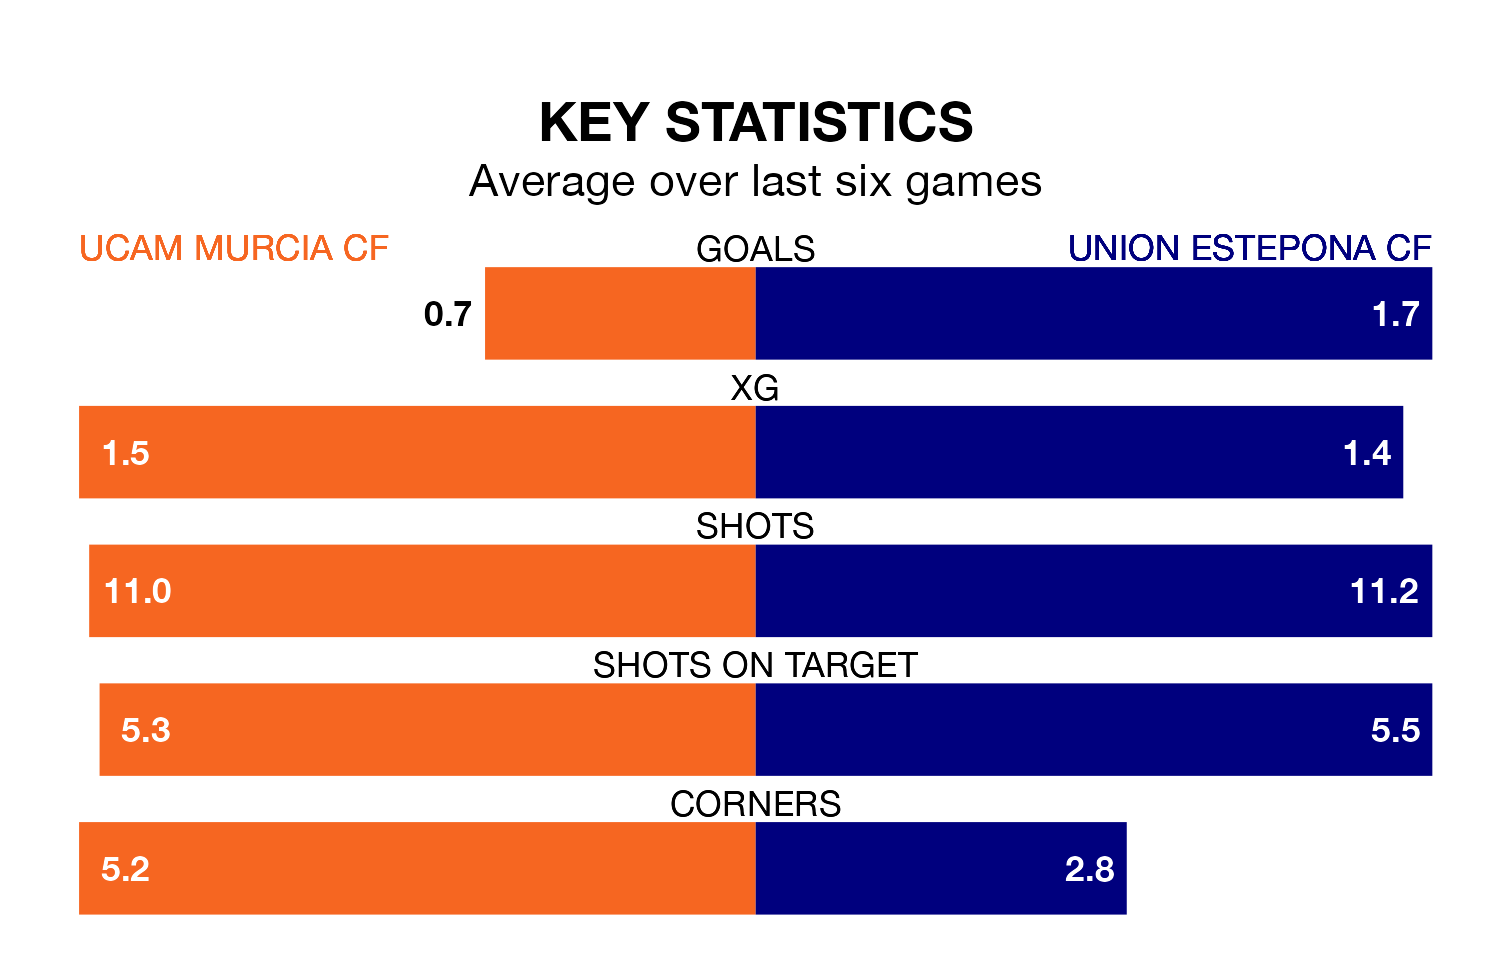 KEY STATISTICS
Average over last six games
UCAM MURCIA CF GOALS UNION ESTEPONA CF
0.7 1.7
XG
1.5 1.4
SHOTS
11.0 11.2
SHOTS ON TARGET
5.3 5.5
CORNERS
5.2 2.8